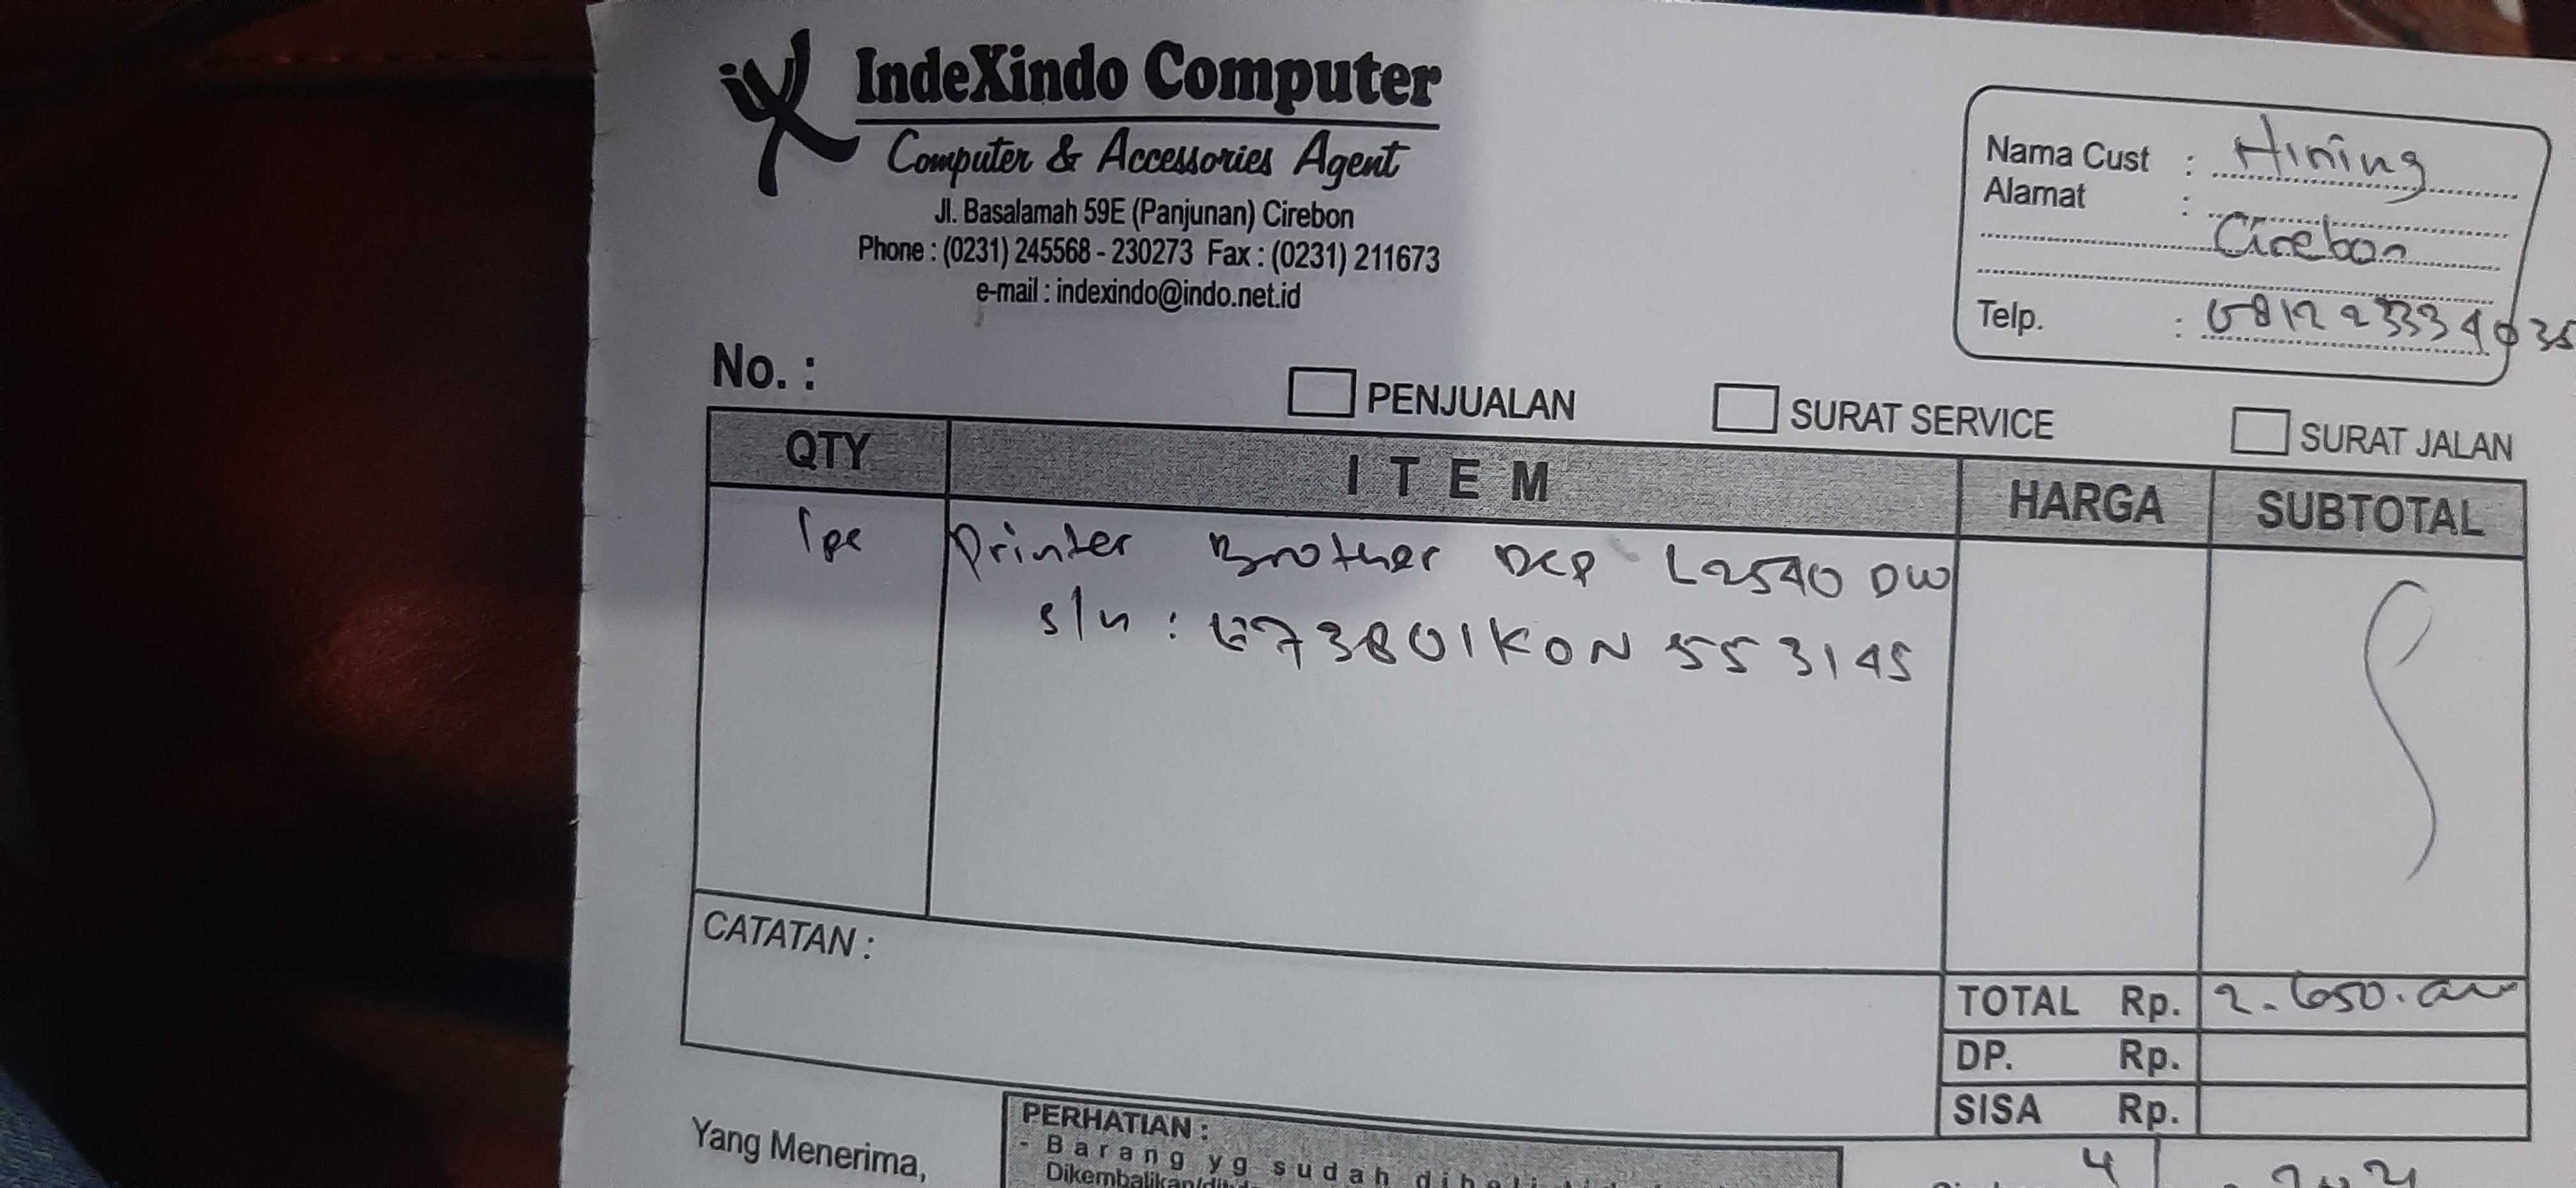 IndeXindo Computer
Computer & Accessories Agent
Jl. Basalamah 59E (Panjunan) Cirebon
Phone : (0231) 245568 - 230273 Fax : (0231) 211673
e-mail : indexindo@indo.net.id
Nama Cust : Hining
Alamat :
Cirebon
Telp. :
No. :
PENJUALAN SURAT SERVICE SURAT JALAN
QTY ITEM HARGA SUBTOTAL
1pc Printer Brother DCP L2540 DW
s/n :
CATATAN :
TOTAL Rp. 2.650.000
DP. Rp.
SISA Rp.
Yang Menerima,
PERHATIAN :
- Barang yg sudah